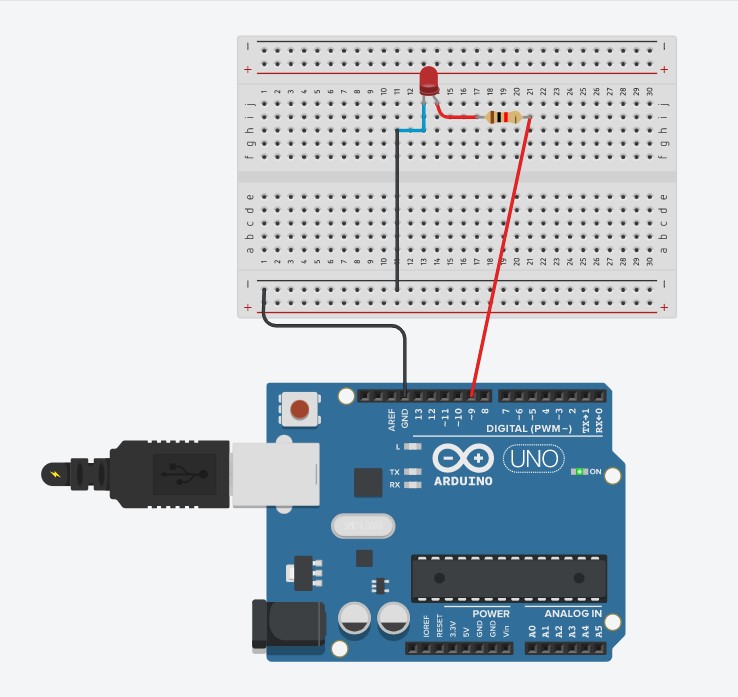 − −
+ +
1 2 3 4 5 6 7 8 9 10 11 12 13 14 15 16 17 18 19 20 21 22 23 24 25 26 27 28 29 30
j j
i i
h h
g g
f f
e e
d d
c c
b b
a a
1 2 3 4 5 6 7 8 9 10 11 12 13 14 15 16 17 18 19 20 21 22 23 24 25 26 27 28 29 30
− −
+ +
AREF GND 13 12 ~11 ~10 ~9 8 7 ~6 ~5 4 ~3 2 TX→1 RX←0
DIGITAL (PWM~)
L
TX
RX
UNO
ON
ARDUINO
POWER ANALOG IN
IOREF RESET 3.3V 5V GND GND Vin A0 A1 A2 A3 A4 A5